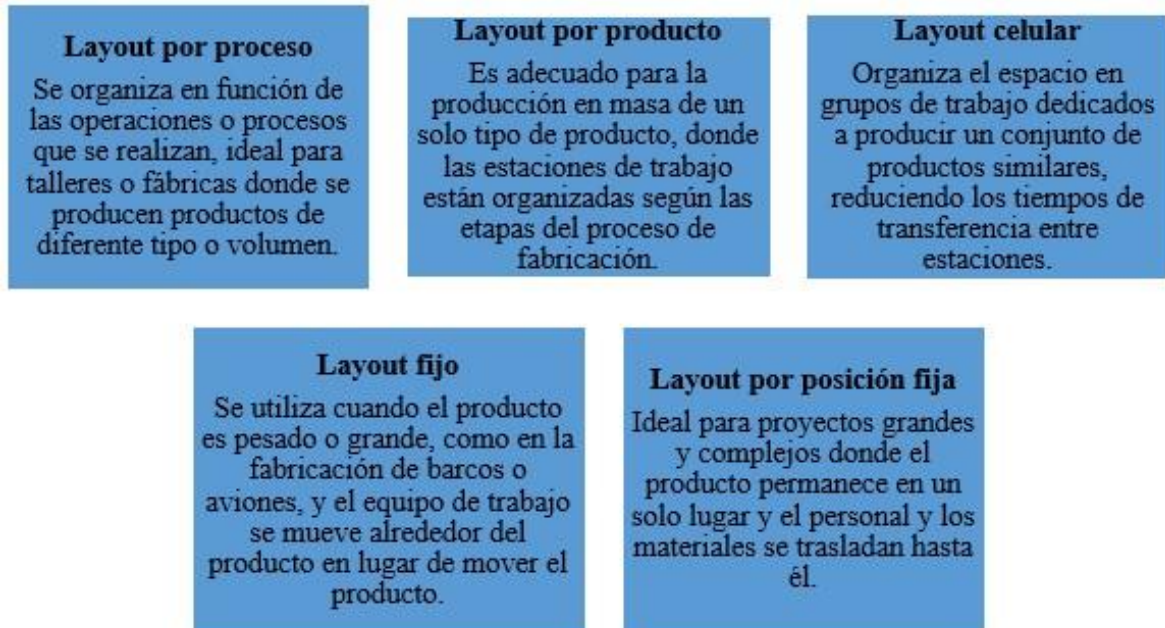 Layout por proceso
Se organiza en función de
las operaciones o procesos
que se realizan, ideal para
talleres o fábricas donde se
producen productos de
diferente tipo o volumen.
Layout por producto
Es adecuado para la
producción en masa de un
solo tipo de producto, donde
las estaciones de trabajo
están organizadas según las
etapas del proceso de
fabricación.
Layout celular
Organiza el espacio en
grupos de trabajo dedicados
a producir un conjunto de
productos similares,
reduciendo los tiempos de
transferencia entre
estaciones.
Layout fijo
Se utiliza cuando el producto
es pesado o grande, como en la
fabricación de barcos o
aviones, y el equipo de trabajo
se mueve alrededor del
producto en lugar de mover el
producto.
Layout por posición fija
Ideal para proyectos grandes
y complejos donde el
producto permanece en un
solo lugar y el personal y los
materiales se trasladan hasta
él.